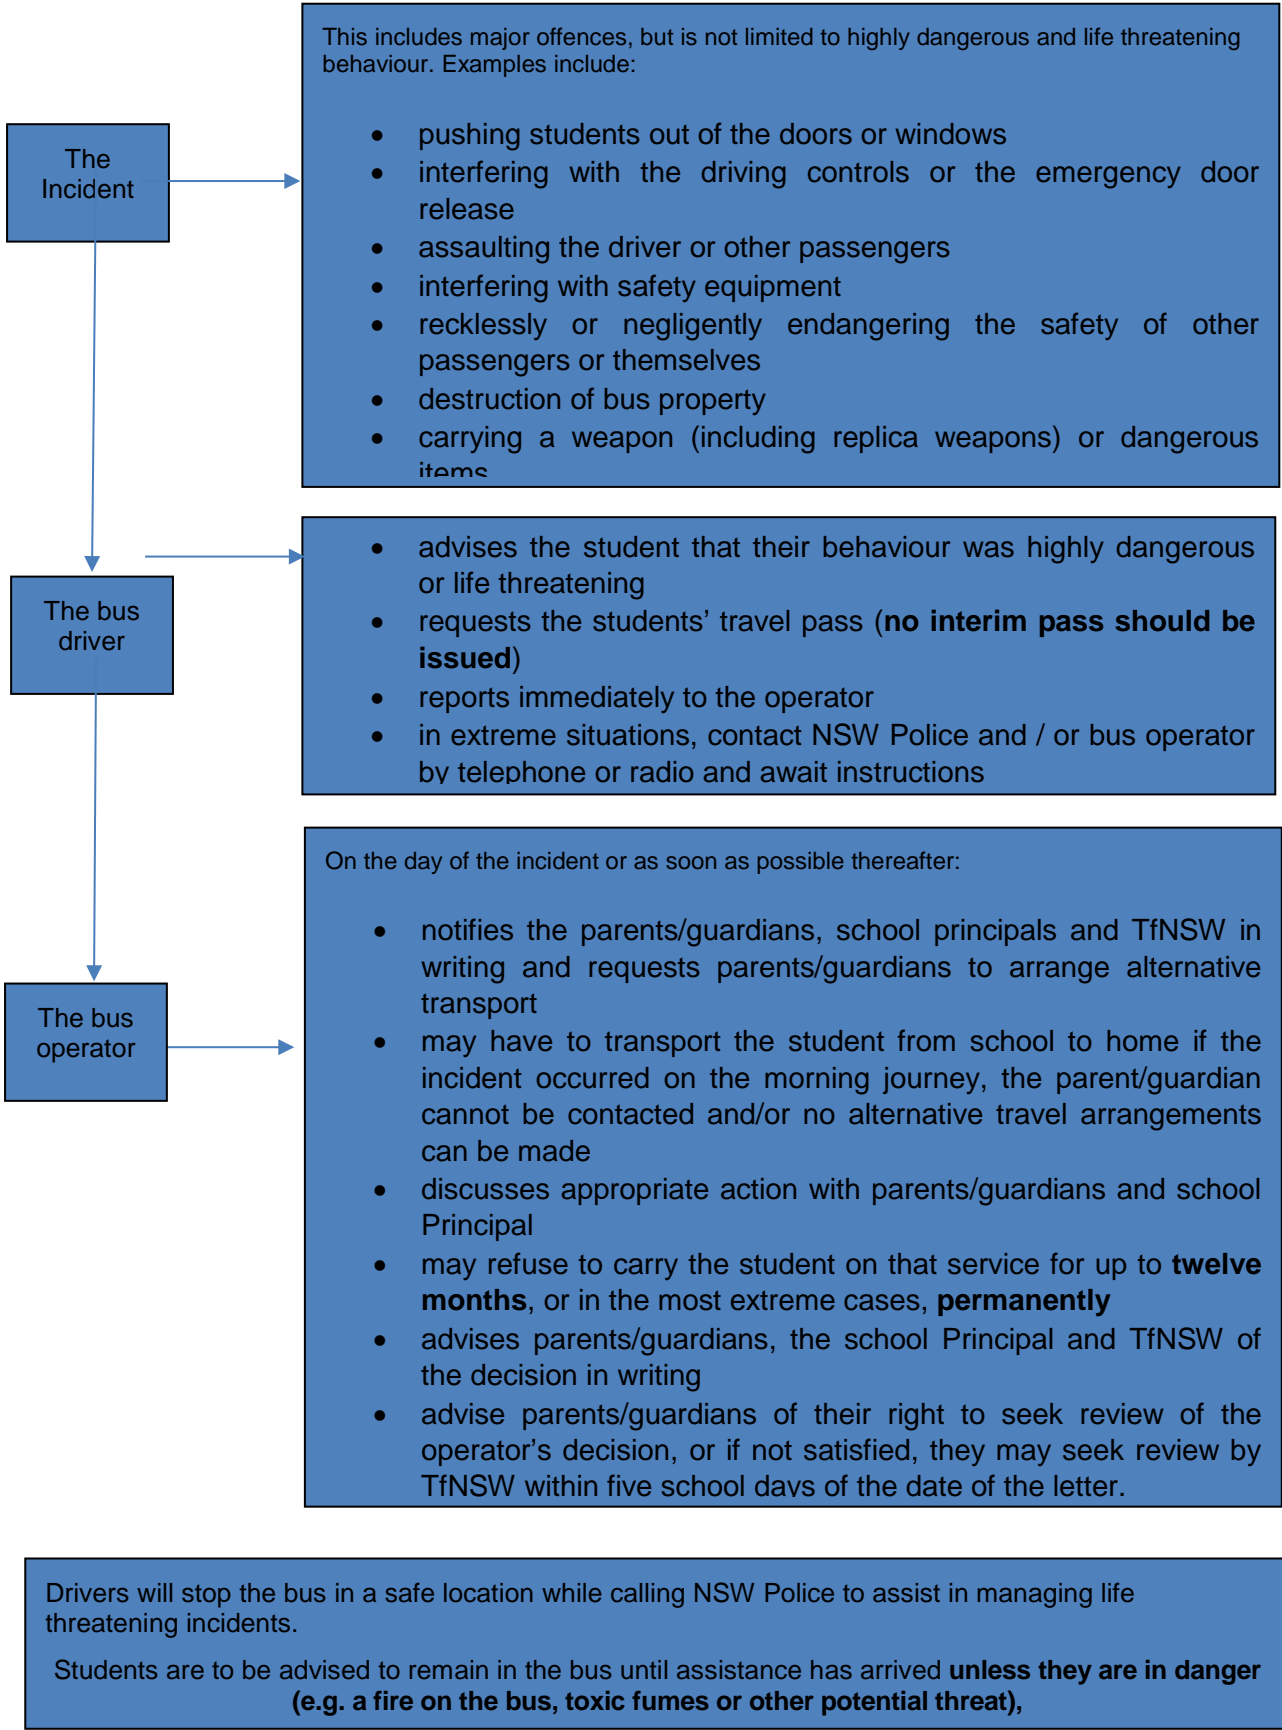 This includes major offences, but is not limited to highly dangerous and life threatening
behaviour. Examples include:
The
Incident
• pushing students out of the doors or windows
• interfering with the driving controls or the emergency door
release
• assaulting the driver or other passengers
• interfering with safety equipment
• recklessly or negligently endangering the safety of other
passengers or themselves
• destruction of bus property
• carrying a weapon (including replica weapons) or dangerous
items
The bus
driver
• advises the student that their behaviour was highly dangerous
or life threatening
• requests the students’ travel pass (no interim pass should be
issued)
• reports immediately to the operator
• in extreme situations, contact NSW Police and / or bus operator
by telephone or radio and await instructions
The bus
operator
On the day of the incident or as soon as possible thereafter:
• notifies the parents/guardians, school principals and TfNSW in
writing and requests parents/guardians to arrange alternative
transport
• may have to transport the student from school to home if the
incident occurred on the morning journey, the parent/guardian
cannot be contacted and/or no alternative travel arrangements
can be made
• discusses appropriate action with parents/guardians and school
Principal
• may refuse to carry the student on that service for up to twelve
months, or in the most extreme cases, permanently
• advises parents/guardians, the school Principal and TfNSW of
the decision in writing
• advise parents/guardians of their right to seek review of the
operator’s decision, or if not satisfied, they may seek review by
TfNSW within five school days of the date of the letter.
Drivers will stop the bus in a safe location while calling NSW Police to assist in managing life
threatening incidents.
Students are to be advised to remain in the bus until assistance has arrived unless they are in danger
(e.g. a fire on the bus, toxic fumes or other potential threat),